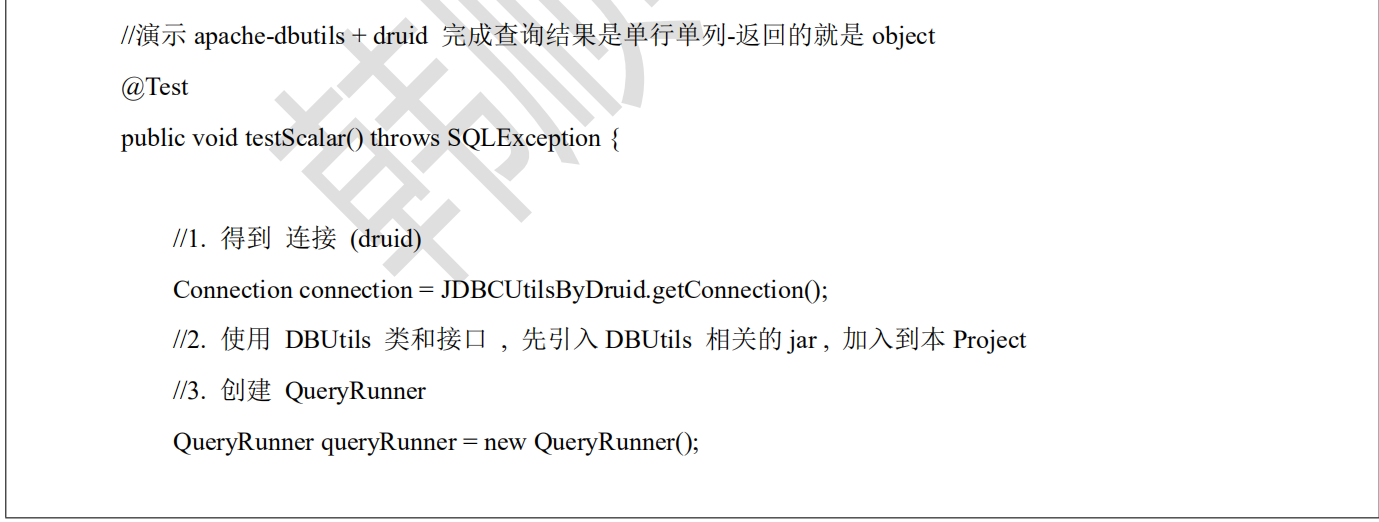 //演示 apache-dbutils + druid 完成查询结果是单行单列-返回的就是 object
@Test
public void testScalar() throws SQLException {
//1. 得到 连接 (druid)
Connection connection = JDBCUtilsByDruid.getConnection();
//2. 使用 DBUtils 类和接口 , 先引入 DBUtils 相关的 jar , 加入到本 Project
//3. 创建 QueryRunner
QueryRunner queryRunner = new QueryRunner();
韩顺